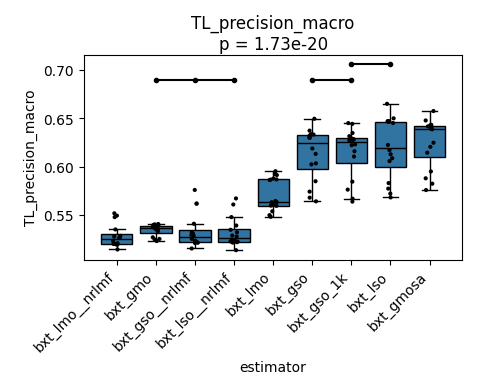 TL_precision_macro
p = 1.73e-20
TL_precision_macro
0.70
0.65
0.60
0.55
bxt_lmo__nrlmf
bxt_gmo
bxt_gso__nrlmf
bxt_lso__nrlmf
bxt_lmo
bxt_gso
bxt_gso_1k
bxt_lso
bxt_gmosa
estimator